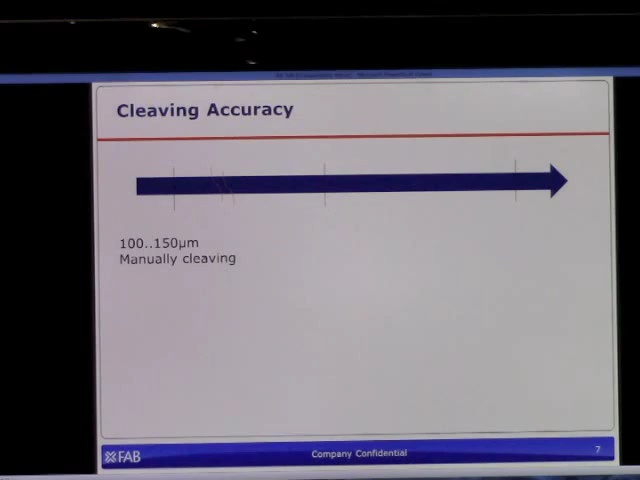 Cleaving Accuracy
100..150µm
Manually cleaving
FAB
Company Confidential
7